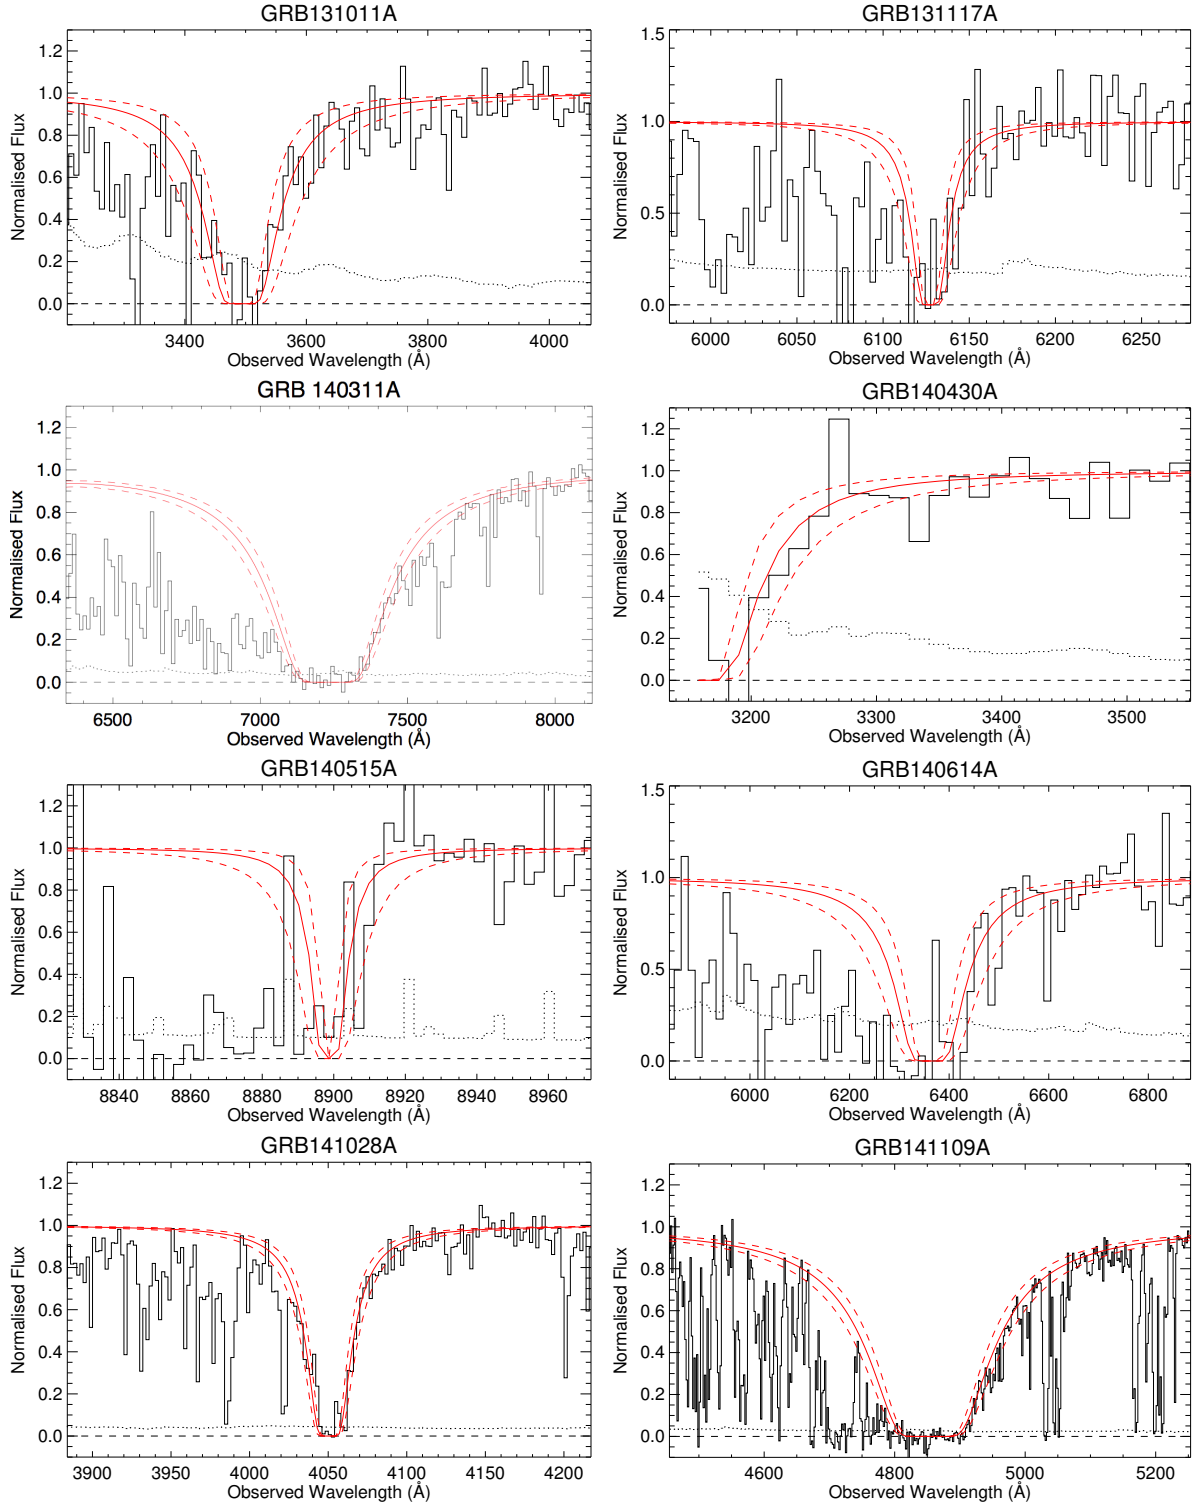 GRB131011A
GRB131117A
1.2
1.0
0.8
0.6
0.4
0.2
0.0
Normalised Flux
3400 3600 3800 4000
Observed Wavelength (Å)
1.5
1.0
0.5
0.0
Normalised Flux
6000 6050 6100 6150 6200 6250
Observed Wavelength (Å)
GRB 140311A
GRB140430A
1.2
1.0
0.8
0.6
0.4
0.2
0.0
Normalised Flux
6500 7000 7500 8000
Observed Wavelength (Å)
1.2
1.0
0.8
0.6
0.4
0.2
0.0
Normalised Flux
3200 3300 3400 3500
Observed Wavelength (Å)
GRB140515A
GRB140614A
1.2
1.0
0.8
0.6
0.4
0.2
0.0
Normalised Flux
8840 8860 8880 8900 8920 8940 8960
Observed Wavelength (Å)
1.5
1.0
0.5
0.0
Normalised Flux
6000 6200 6400 6600 6800
Observed Wavelength (Å)
GRB141028A
GRB141109A
1.2
1.0
0.8
0.6
0.4
0.2
0.0
Normalised Flux
3900 3950 4000 4050 4100 4150 4200
Observed Wavelength (Å)
1.2
1.0
0.8
0.6
0.4
0.2
0.0
Normalised Flux
4600 4800 5000 5200
Observed Wavelength (Å)